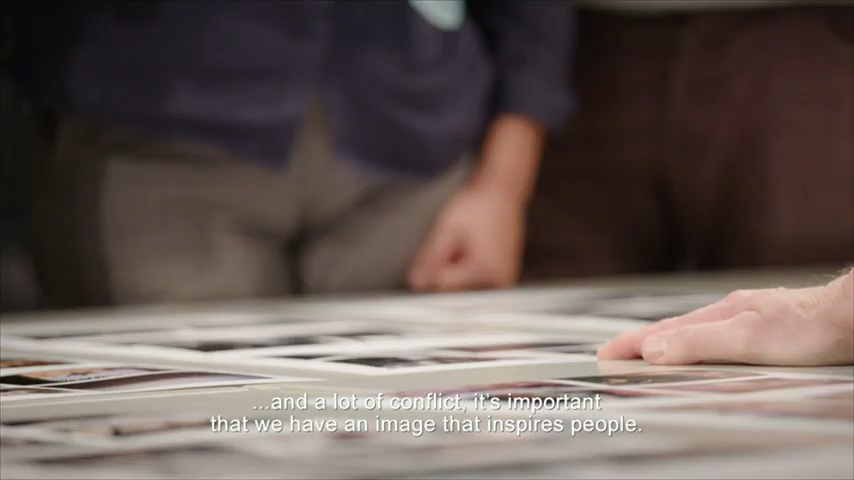 ...and a lot of conflict, it's important
that we have an image that inspires people.